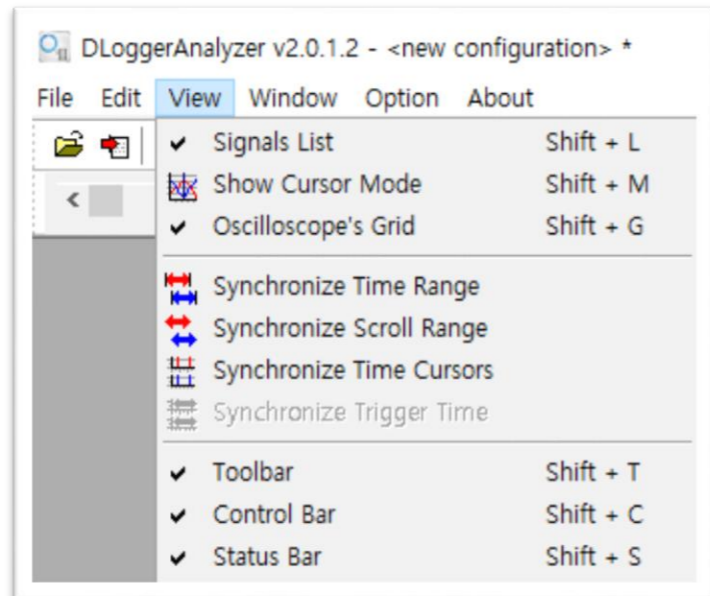 DLoggerAnalyzer v2.0.1.2 - <new configuration> *
File Edit View Window Option About
Signals List Shift + L
Show Cursor Mode Shift + M
Oscilloscope's Grid Shift + G
Synchronize Time Range
Synchronize Scroll Range
Synchronize Time Cursors
Synchronize Trigger Time
Toolbar Shift + T
Control Bar Shift + C
Status Bar Shift + S